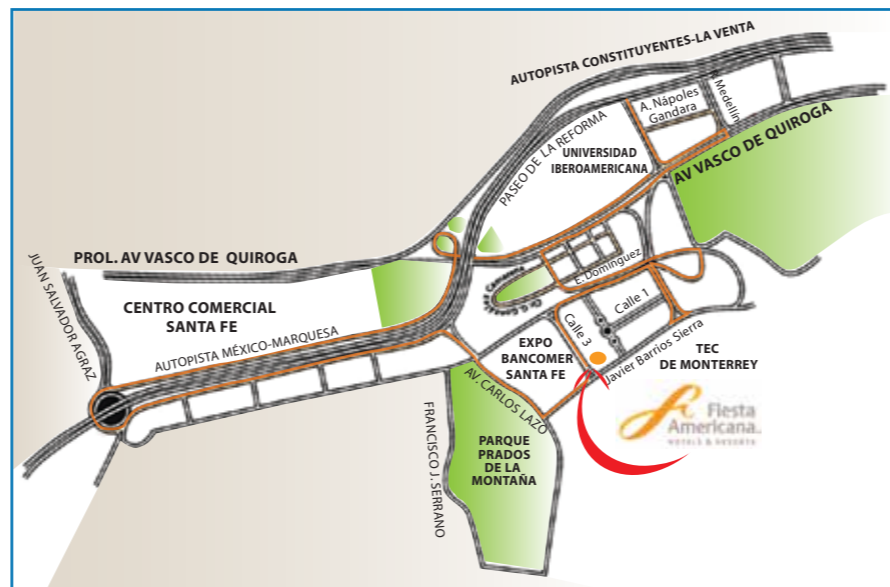 AUTOPISTA CONSTITUYENTES-LA VENTA
A. Nápoles
Gandara
Medellín
PASEO DE LA REFORMA
UNIVERSIDAD
IBEROAMERICANA
AV VASCO DE QUIROGA
PROL. AV VASCO DE QUIROGA
JUAN SALVADOR AGRAZ
CENTRO COMERCIAL
SANTA FE
AUTOPISTA MÉXICO-MARQUESA
E. Domínguez
Calle 1
Calle 3
EXPO
BANCOMER
SANTA FE
Javier Barrios Sierra
TEC
DE MONTERREY
AV. CARLOS LAZO
FRANCISCO J. SERRANO
PARQUE
PRADOS
DE LA
MONTAÑA
Fiesta
Americana
HOTELS & RESORTS